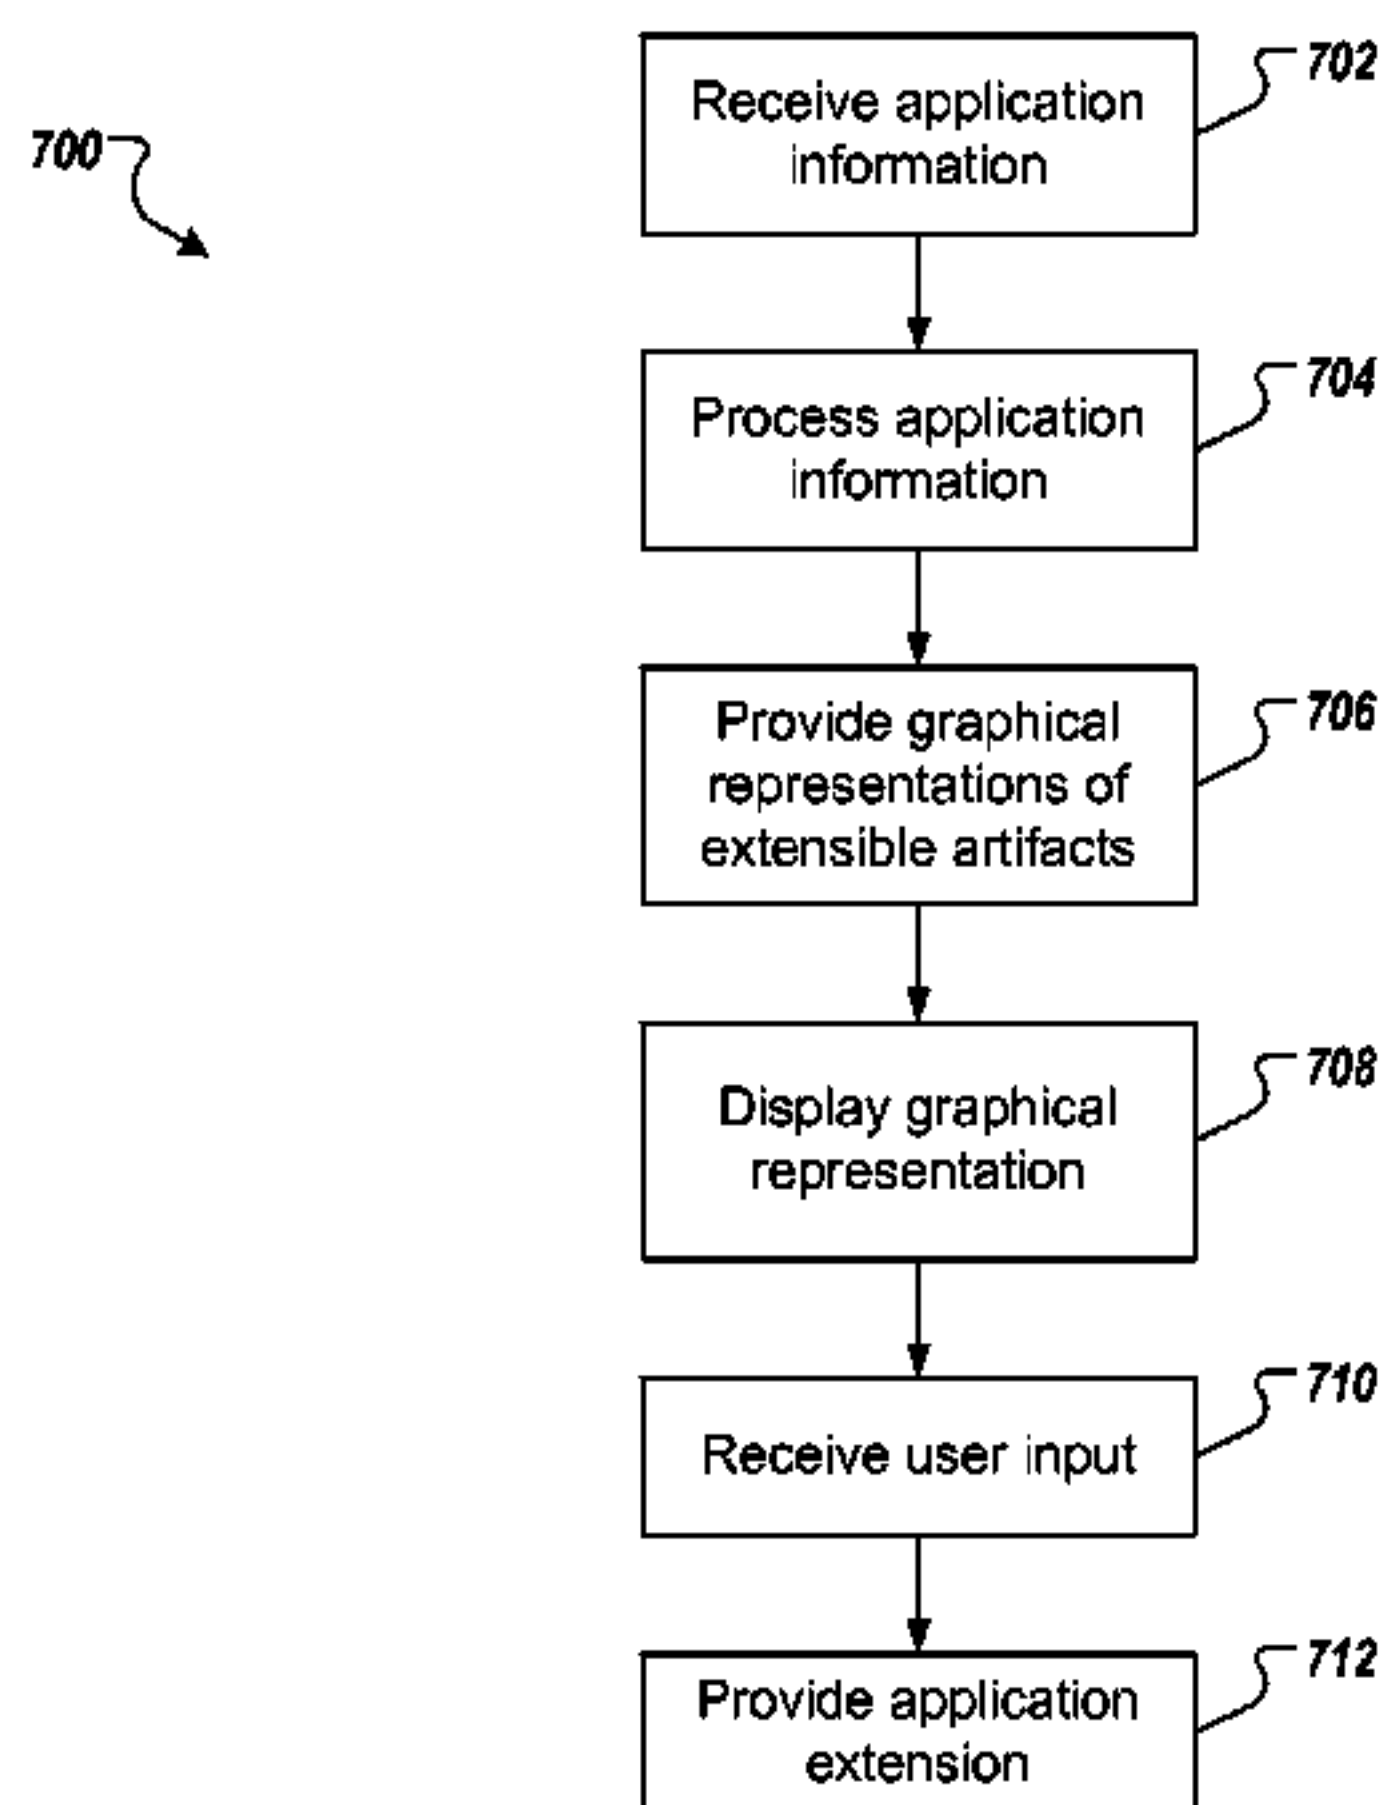 702
Receive application
information
700
704
Process application
information
706
Provide graphical
representations of
extensible artifacts
708
Display graphical
representation
710
Receive user input
712
Provide application
extension